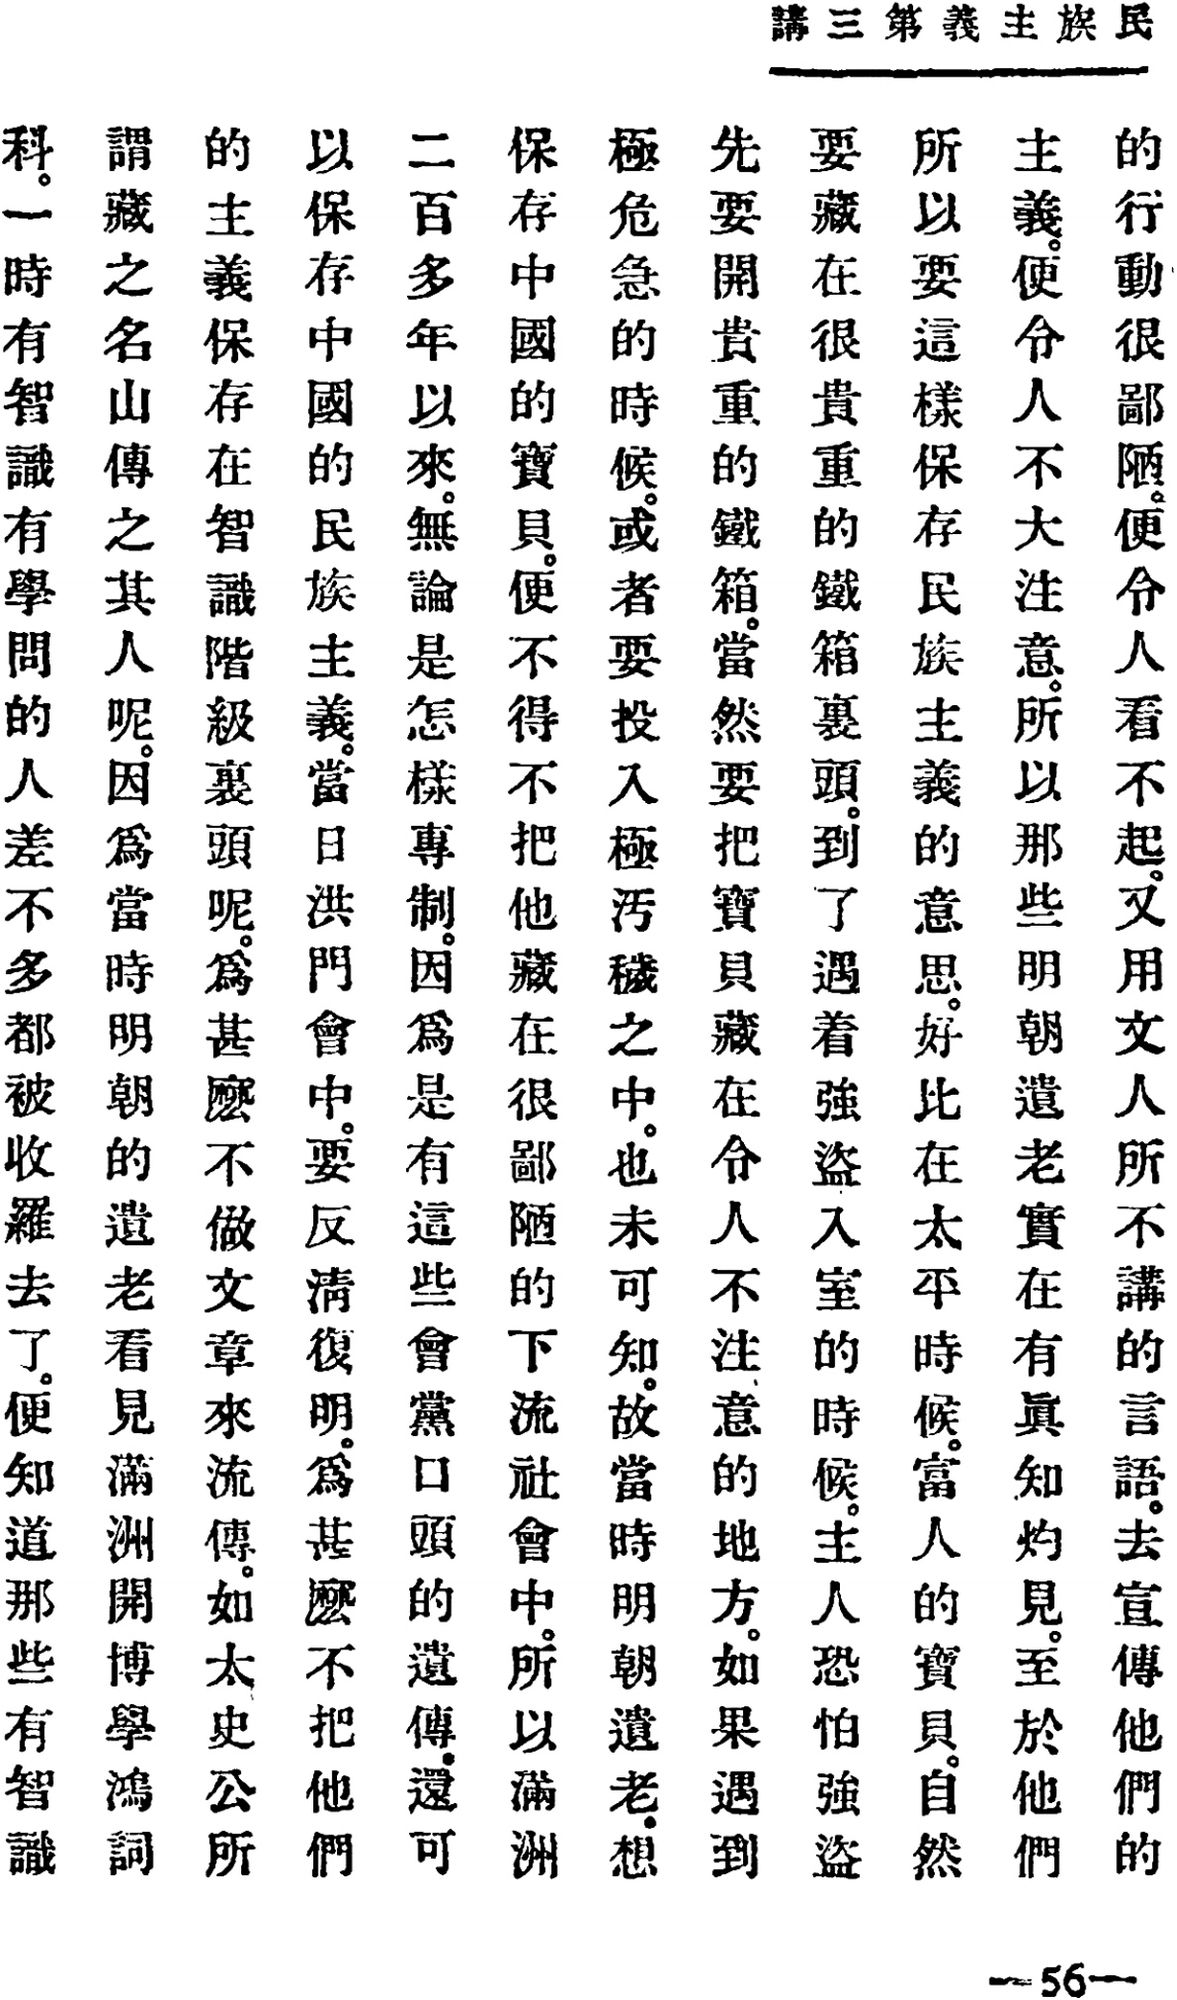 民族主義第三講
的行動很鄙陋。便令人看不起。又用文人所不講的言語。去宣傳他們的
主義。便令人不大注意。所以那些明朝遺老實在有眞知灼見。至於他們
所以要這樣保存民族主義的意思。好比在太平時候。富人的寶貝。自然
要藏在很貴重的鐵箱裏頭。到了遇着強盜入室的時候。主人恐怕強盜
先要開貴重的鐵箱。當然要把寶貝藏在令人不注意的地方。如果遇到
極危急的時候。或者要投入極汚穢之中。也未可知。故當時明朝遺老。想
保存中國的寶貝。便不得不把他藏在很鄙陋的下流社會中。所以滿洲
二百多年以來。無論是怎樣專制。因爲是有這些會黨口頭的遺傳。還可
以保存中國的民族主義。當日洪門會中。要反淸復明。爲甚麽不把他們
的主義保存在智識階級裏頭呢。爲甚麽不做文章來流傳。如太史公所
謂藏之名山傳之其人呢。因爲當時明朝的遺老看見滿洲開博學鴻詞
科。一時有智識有學問的人差不多都被收羅去了。便知道那些有智識
—56—